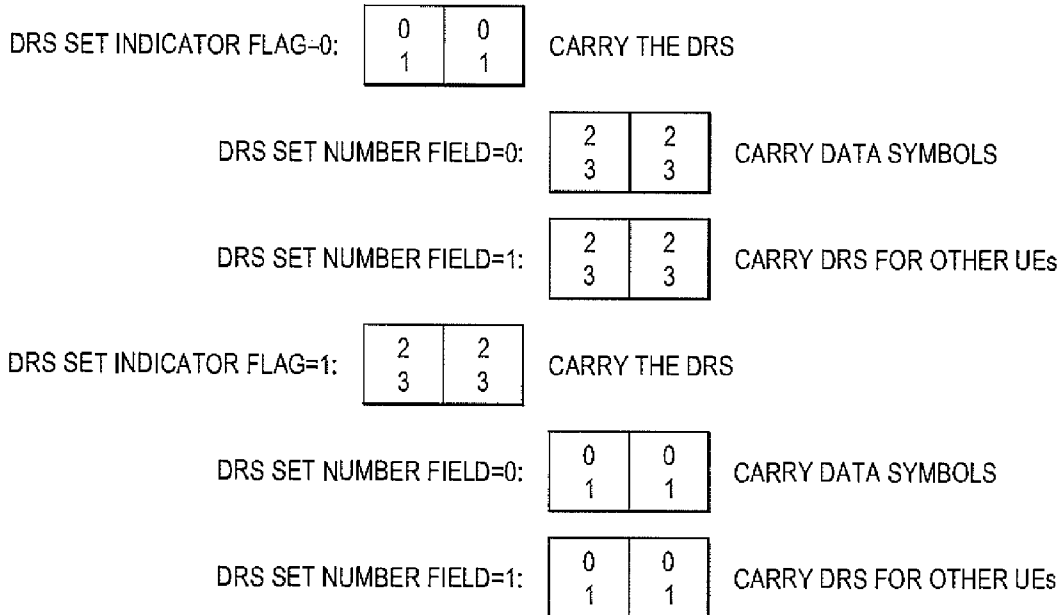 DRS SET INDICATOR FLAG=0: 0 0 CARRY THE DRS
1 1
DRS SET NUMBER FIELD=0: 2 2 CARRY DATA SYMBOLS
3 3
DRS SET NUMBER FIELD=1: 2 2 CARRY DRS FOR OTHER UEs
3 3
DRS SET INDICATOR FLAG=1: 2 2 CARRY THE DRS
3 3
DRS SET NUMBER FIELD=0: 0 0 CARRY DATA SYMBOLS
1 1
DRS SET NUMBER FIELD=1: 0 0 CARRY DRS FOR OTHER UEs
1 1